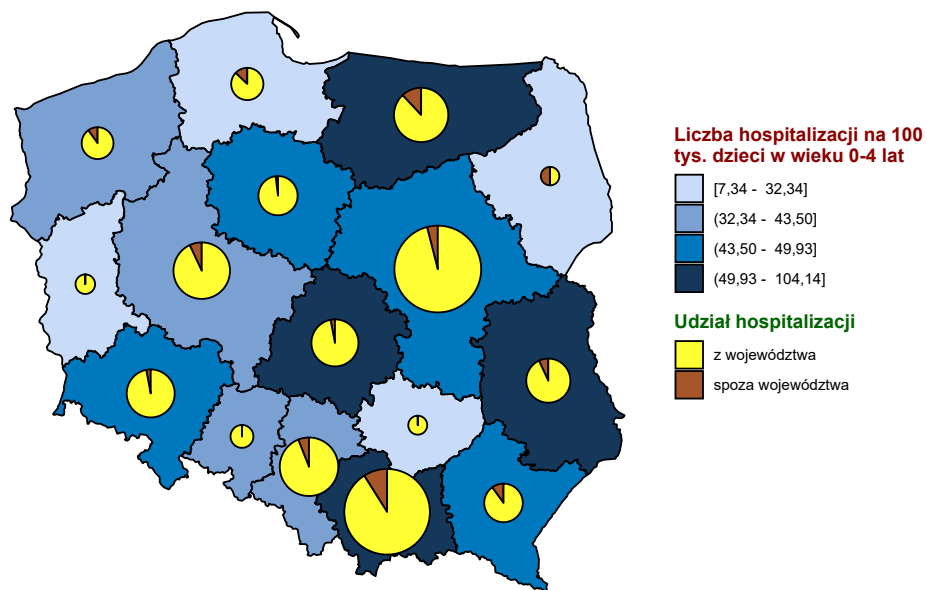 Liczba hospitalizacji na 100
tys. dzieci w wieku 0-4 lat
[7,34 - 32,34]
(32,34 - 43,50]
(43,50 - 49,93]
(49,93 - 104,14]
Udział hospitalizacji
z województwa
spoza województwa